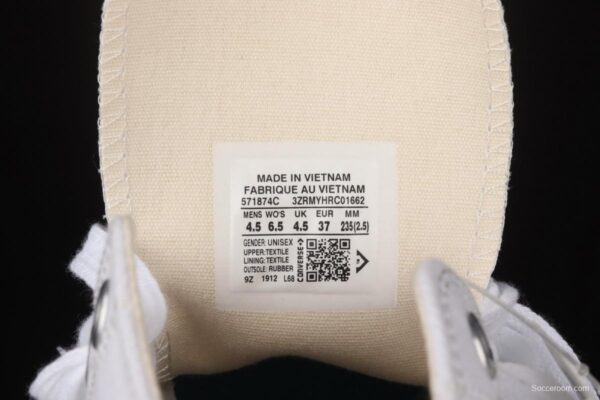 MADE IN VIETNAM
FABRIQUE AU VIETNAM
571874C 3ZRMYHRC01662
MENS WO'S UK EUR MM
4.5 6.5 4.5 37 235(2.5)
GENDER: UNISEX
UPPER:TEXTILE
LINING:TEXTILE
OUTSOLE: RUBBER
9Z 1912 L68
CONVERSE
Socceroom.com